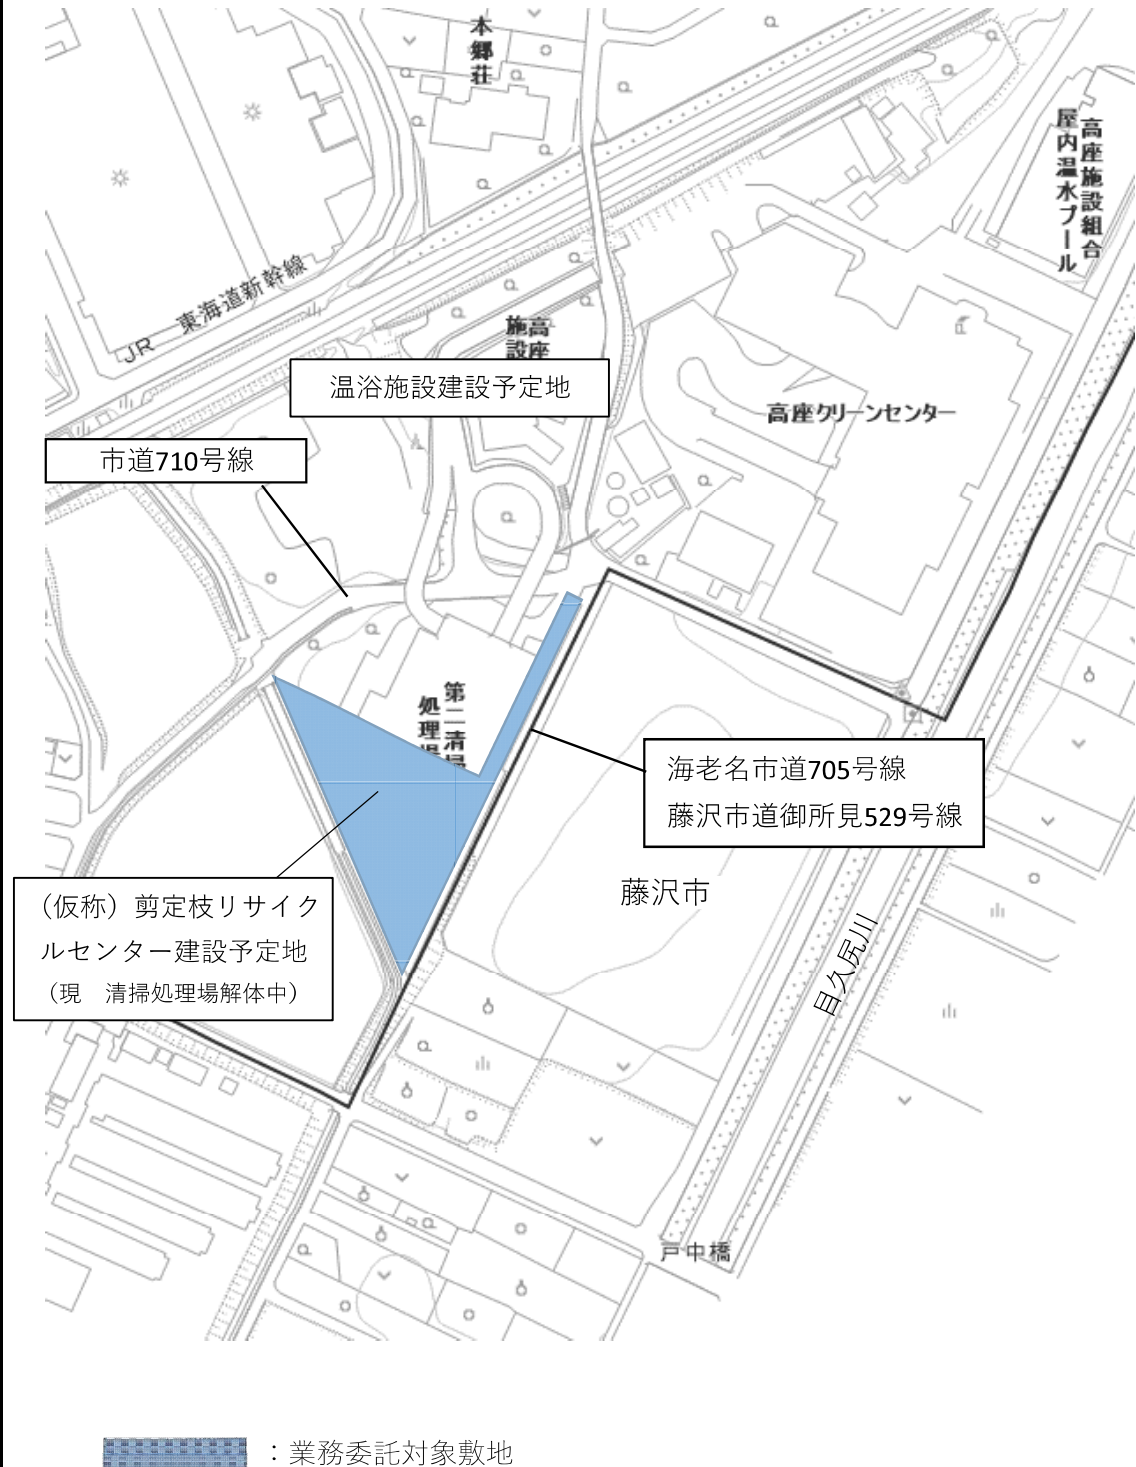 本郷荘
高座施設組合
屋内温水プール
JR 東海道新幹線
高座
施設
温浴施設建設予定地
高座クリーンセンター
市道710号線
第二清掃
処理場
海老名市道705号線
藤沢市道御所見529号線
藤沢市
(仮称)剪定枝リサイク
ルセンター建設予定地
(現　清掃処理場解体中)
目久尻川
戸中橋
：業務委託対象敷地